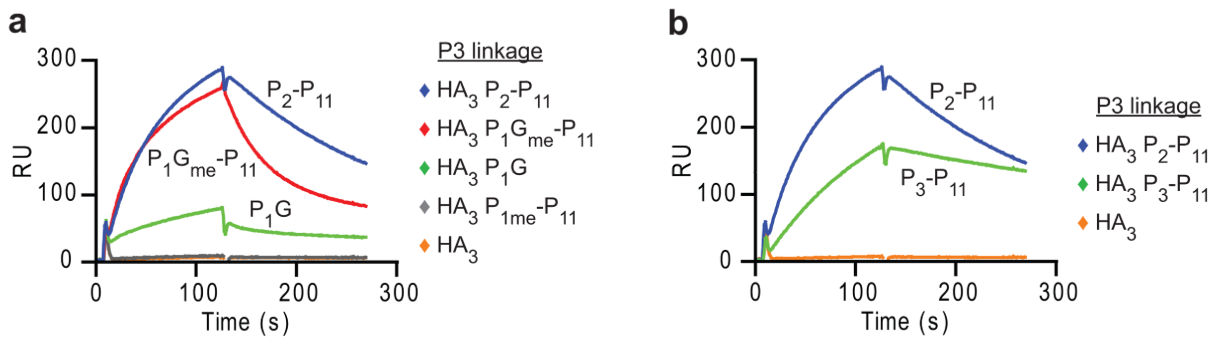 a
P3 linkage
HA3 P2-P11
HA3 P1Gme-P11
HA3 P1G
HA3 P1me-P11
HA3
RU
300
200
100
0
P2-P11
P1Gme-P11
P1G
0 100 200 300
Time (s)
b
P3 linkage
HA3 P2-P11
HA3 P3-P11
HA3
RU
300
200
100
0
P2-P11
P3-P11
0 100 200 300
Time (s)